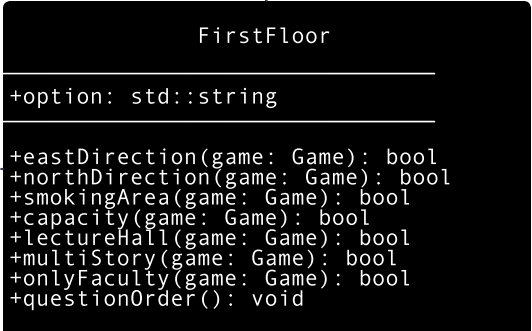 FirstFloor
+option: std::string
+eastDirection(game: Game): bool
+northDirection(game: Game): bool
+smokingArea(game: Game): bool
+capacity(game: Game): bool
+lectureHall(game: Game): bool
+multiStory(game: Game): bool
+onlyFaculty(game: Game): bool
+questionOrder(): void